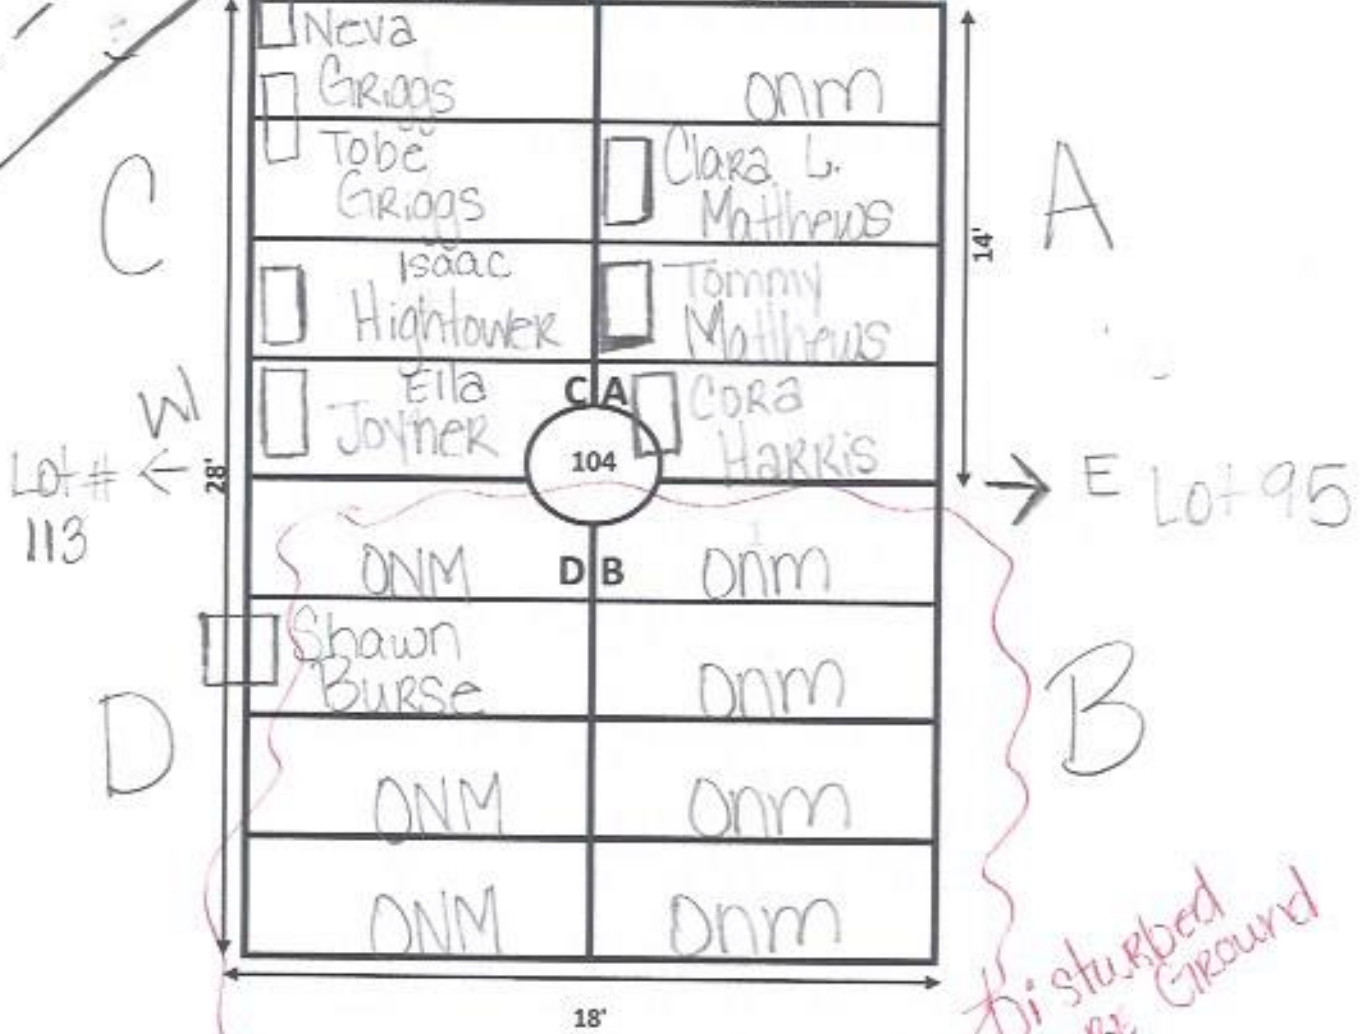 Neva
Griggs
onm
Tobe
Griggs
Clara L.
Matthews
C
A
14'
Isaac
Hightower
Tommy
Matthews
Ella
Joyner
C A
Cora
Harris
W
Lot #
113
28'
104
E Lot 95
ONM
D B
onm
Shawn
Burse
onm
D
B
ONM
onm
ONM
onm
18'
Disturbed
Ground